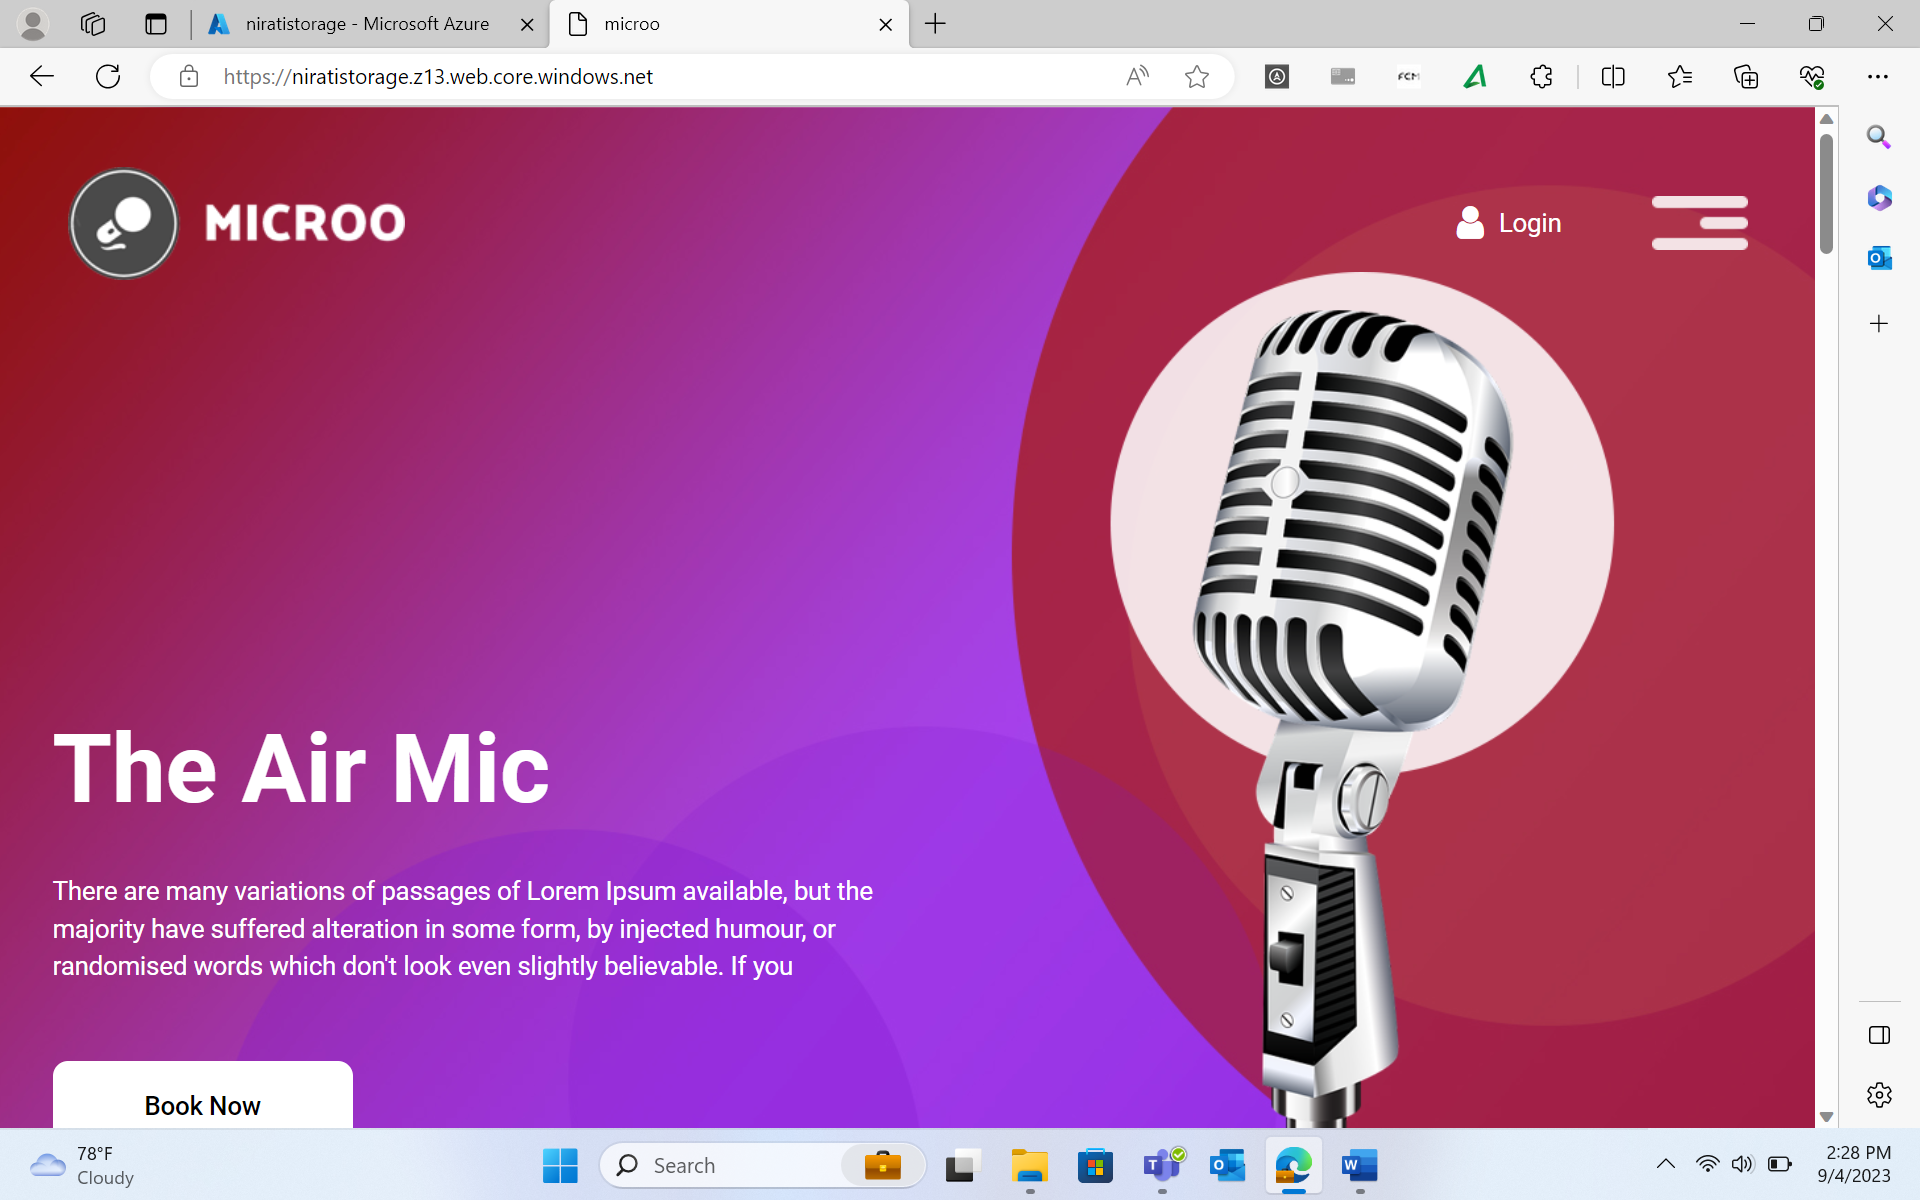 niratistorage - Microsoft Azure
microo
https://niratistorage.z13.web.core.windows.net
FCM
MICROO
Login
The Air Mic
There are many variations of passages of Lorem Ipsum available, but the
majority have suffered alteration in some form, by injected humour, or
randomised words which don't look even slightly believable. If you
Book Now
78°F
Cloudy
Search
2:28 PM
9/4/2023